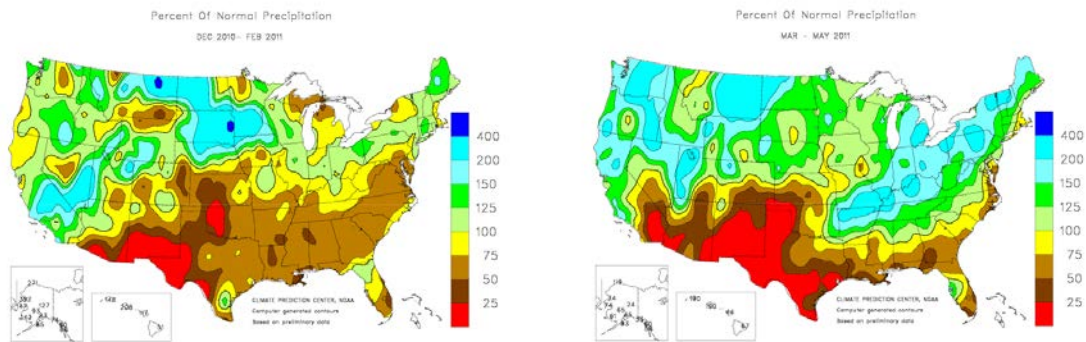 Percent Of Normal Precipitation
DEC 2010- FEB 2011
400
200
150
125
100
75
50
25
CLIMATE PREDICTION CENTER, NOAA
Computer generated contours
Based on preliminary data
Percent Of Normal Precipitation
MAR - MAY 2011
400
200
150
125
100
75
50
25
CLIMATE PREDICTION CENTER, NOAA
Computer generated contours
Based on preliminary data